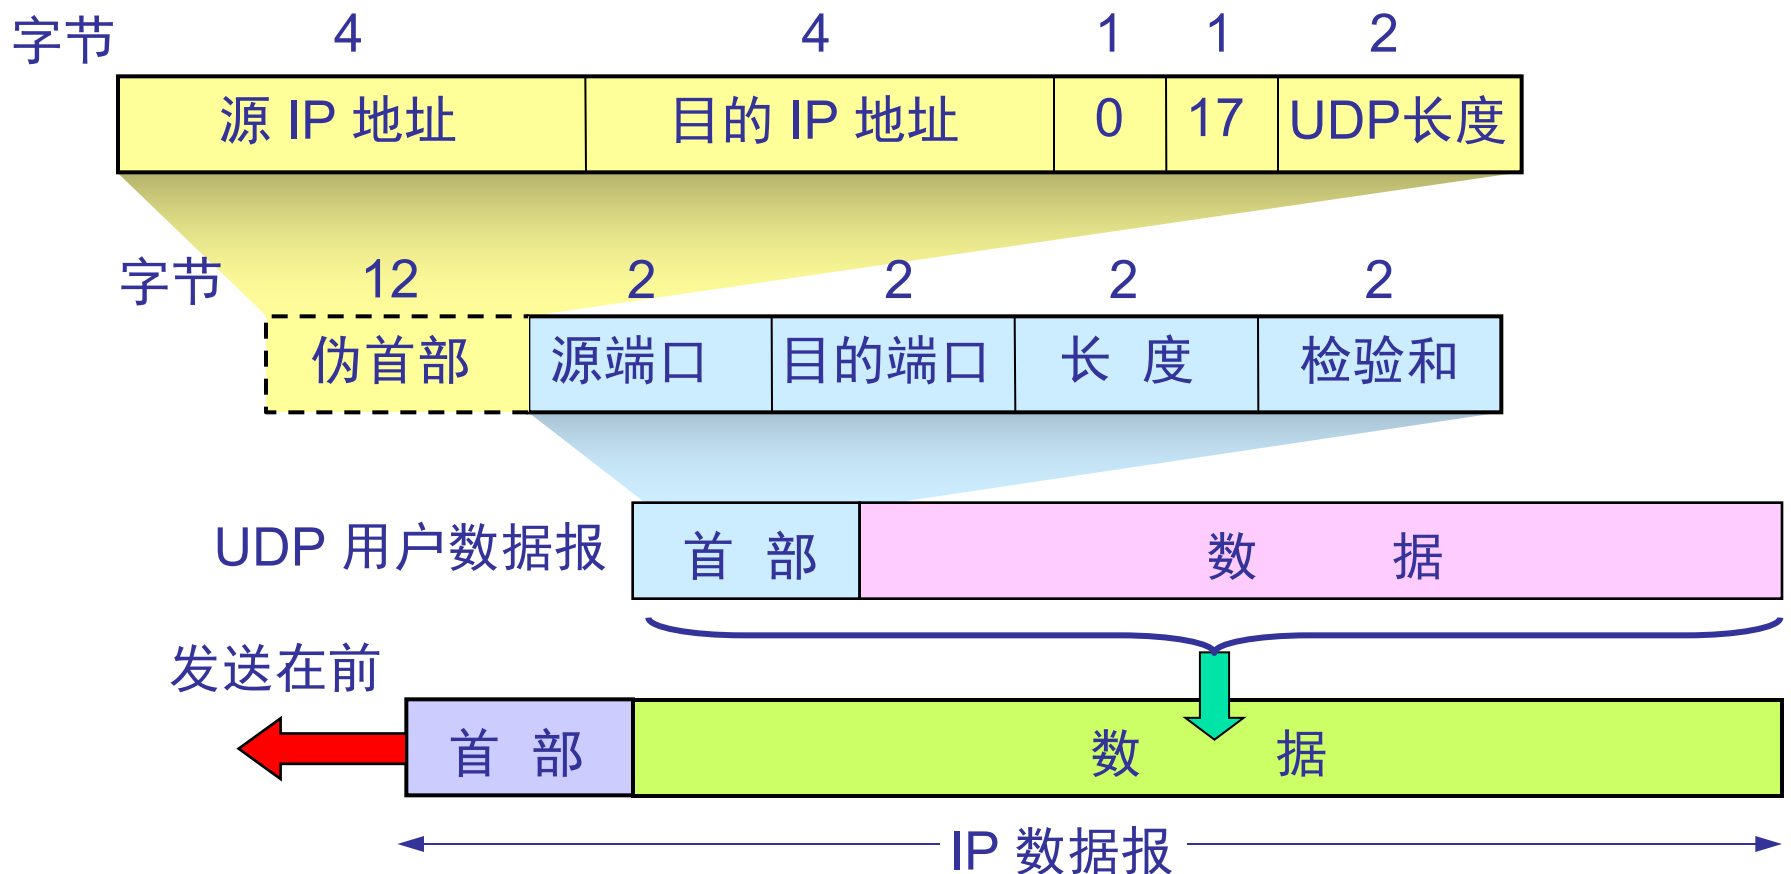 字节 4 4 1 1 2
源 IP 地址 目的 IP 地址 0 17 UDP长度
字节 12 2 2 2 2
伪首部 源端口 目的端口 长 度 检验和
UDP 用户数据报 首 部 数 据
发送在前
首 部 数 据
IP 数据报